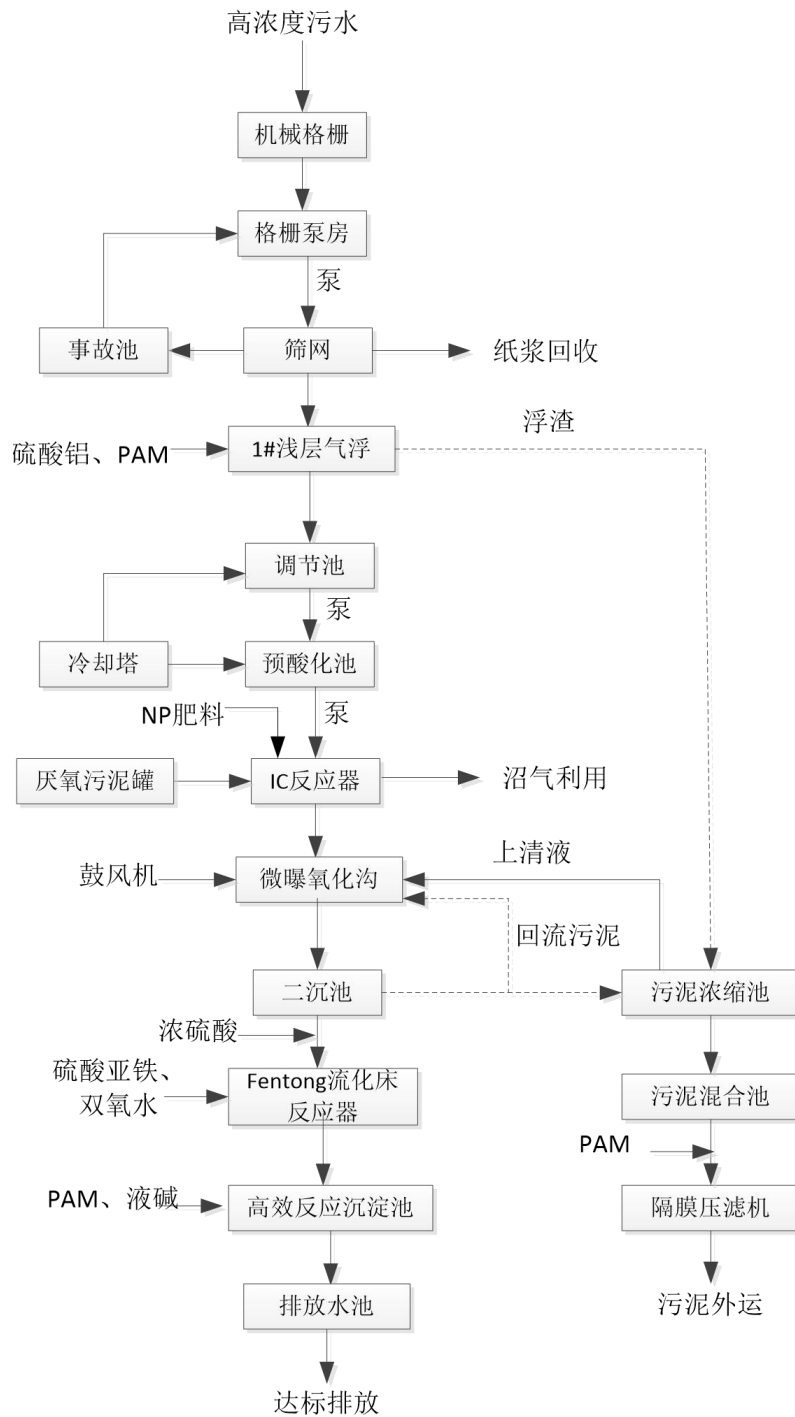 高浓度污水
机械格栅
格栅泵房
泵
事故池
筛网
纸浆回收
浮渣
硫酸铝、PAM
1#浅层气浮
调节池
泵
冷却塔
预酸化池
NP肥料
泵
厌氧污泥罐
IC反应器
沼气利用
上清液
鼓风机
微曝氧化沟
回流污泥
二沉池
污泥浓缩池
浓硫酸
硫酸亚铁、
双氧水
Fentong流化床
反应器
污泥混合池
PAM
PAM、液碱
高效反应沉淀池
隔膜压滤机
排放水池
污泥外运
达标排放